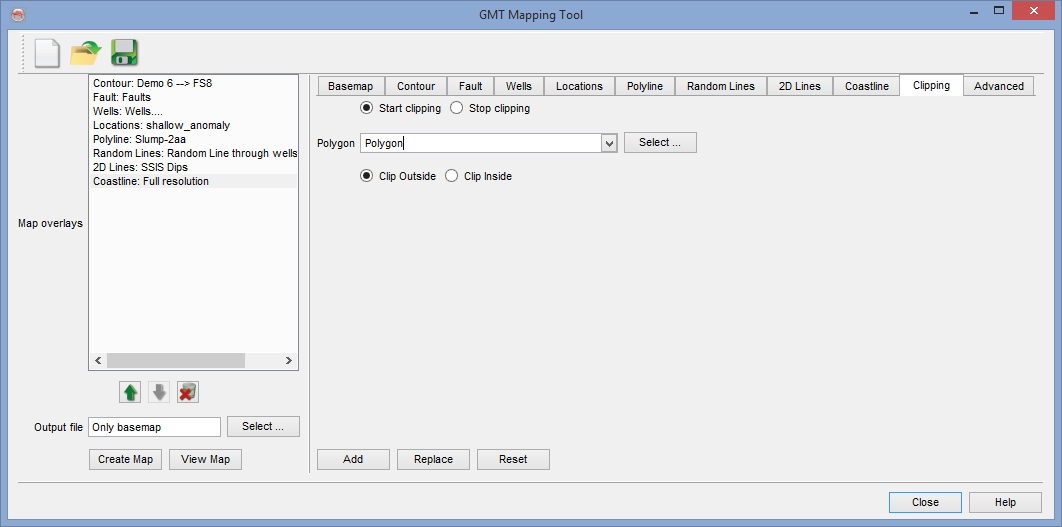 GMT Mapping Tool
Contour: Demo 6 --> FS8
Fault: Faults
Wells: Wells....
Locations: shallow_anomaly
Polyline: Slump-2aa
Random Lines: Random Line through wells
2D Lines: SSIS Dips
Coastline: Full resolution
Map overlays
Output file Only basemap Select ...
Create Map View Map
Basemap Contour Fault Wells Locations Polyline Random Lines 2D Lines Coastline Clipping Advanced
Start clipping Stop clipping
Polygon Polygon Select ...
Clip Outside Clip Inside
Add Replace Reset
Close Help